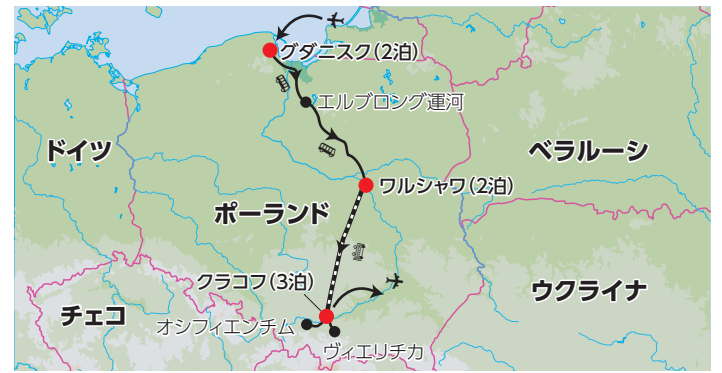 グダニスク(2泊)
エルブロング運河
ドイツ
ベラルーシ
ワルシャワ(2泊)
ポーランド
クラコフ(3泊)
ウクライナ
チェコ
オシフィエンチム
ヴィエリチカ